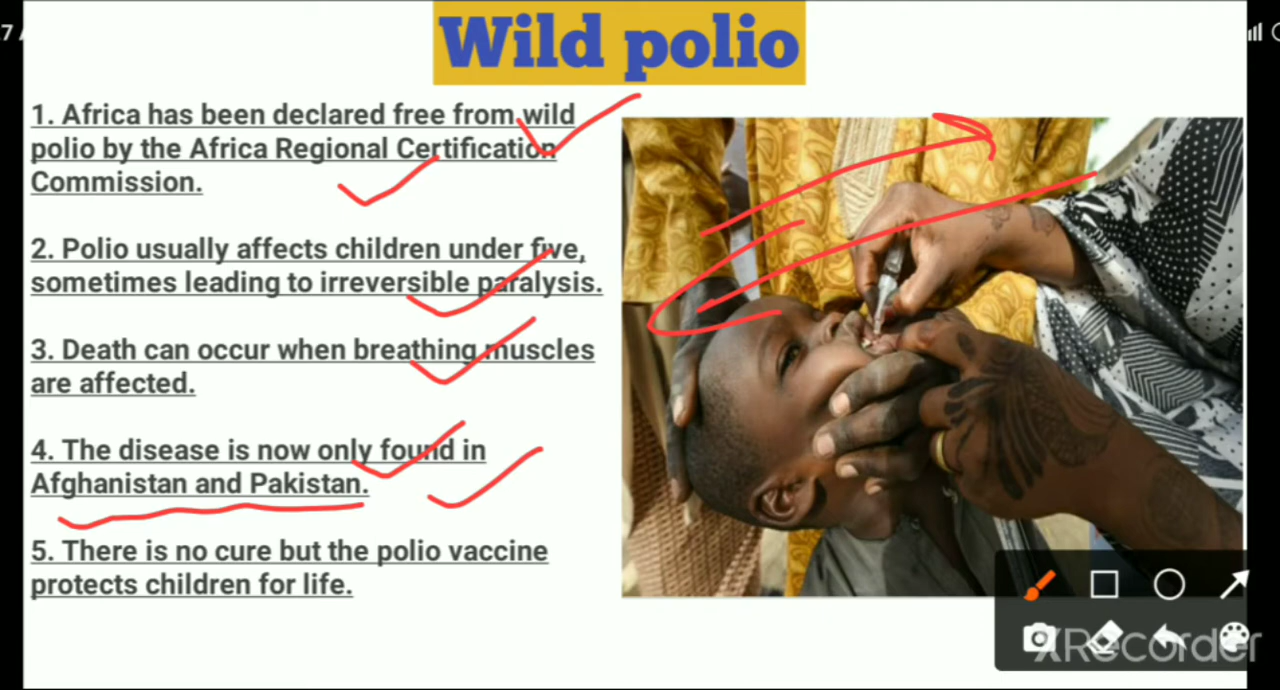 Wild polio
1. Africa has been declared free from wild
polio by the Africa Regional Certification
Commission.
2. Polio usually affects children under five,
sometimes leading to irreversible paralysis.
3. Death can occur when breathing muscles
are affected.
4. The disease is now only found in
Afghanistan and Pakistan.
5. There is no cure but the polio vaccine
protects children for life.
XRecorder